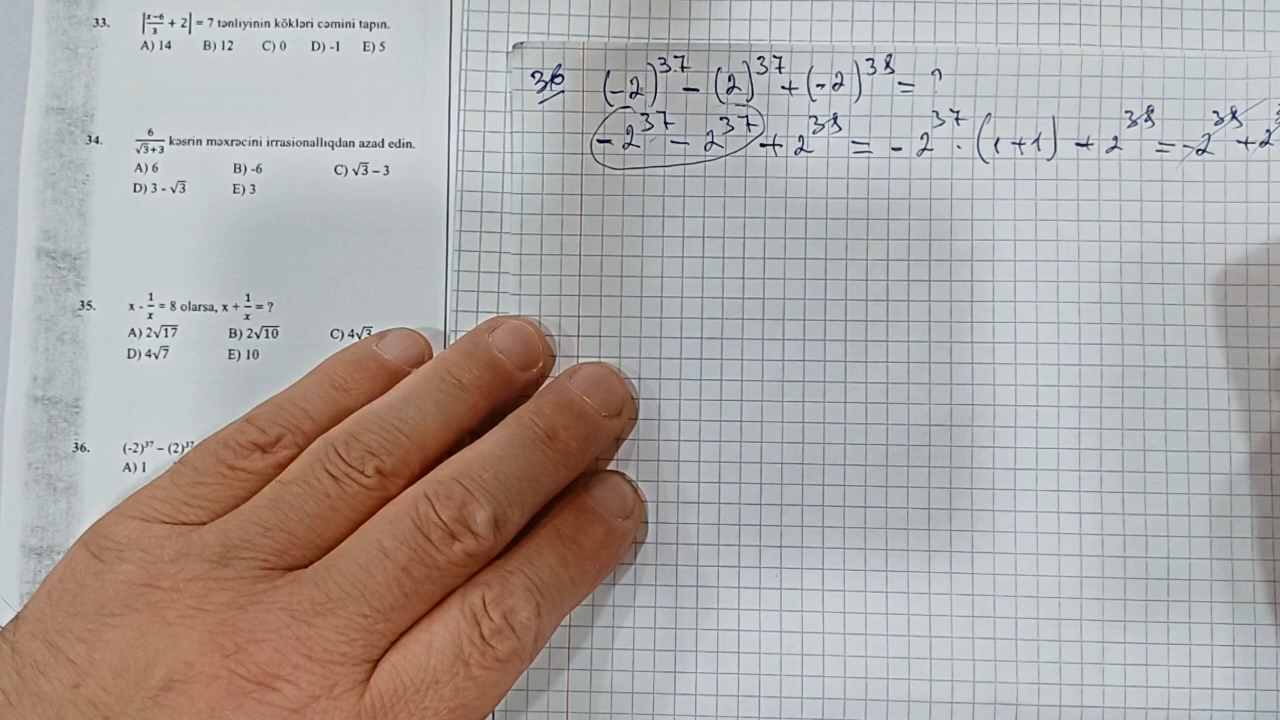 33. |x-6/3 + 2| = 7 tənliyinin kökləri cəmini tapın.
A) 14 B) 12 C) 0 D) -1 E) 5
34. 6/√3+3 kəsrin məxrəcini irrasionallıqdan azad edin.
A) 6 B) -6 C) √3 – 3
D) 3 - √3 E) 3
35. x - 1/x = 8 olarsa, x + 1/x = ?
A) 2√17 B) 2√10 C) 4√3
D) 4√7 E) 10
36. (-2)³⁷ – (2)³⁷
A) 1
36 (-2)³⁷ - (2)³⁷ + (-2)³⁸ = ?
-2³⁷ - 2³⁷ + 2³⁸ = -2³⁷ · (1+1) + 2³⁸ = -2³⁸ + 2